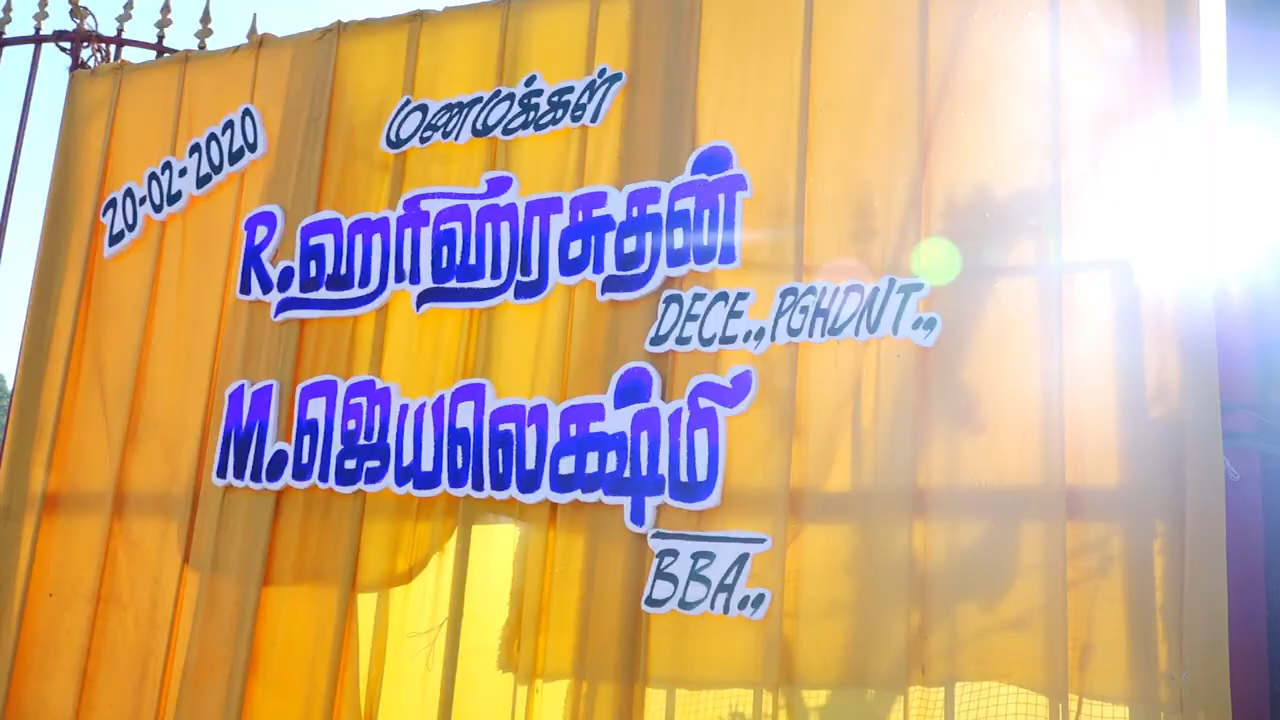 மணமக்கள்
20-02-2020
R.ஹரிஹரசுதன்
DECE.,PGHDNT.,
M.ஜெயலெக்ஷ்மி
BBA.,